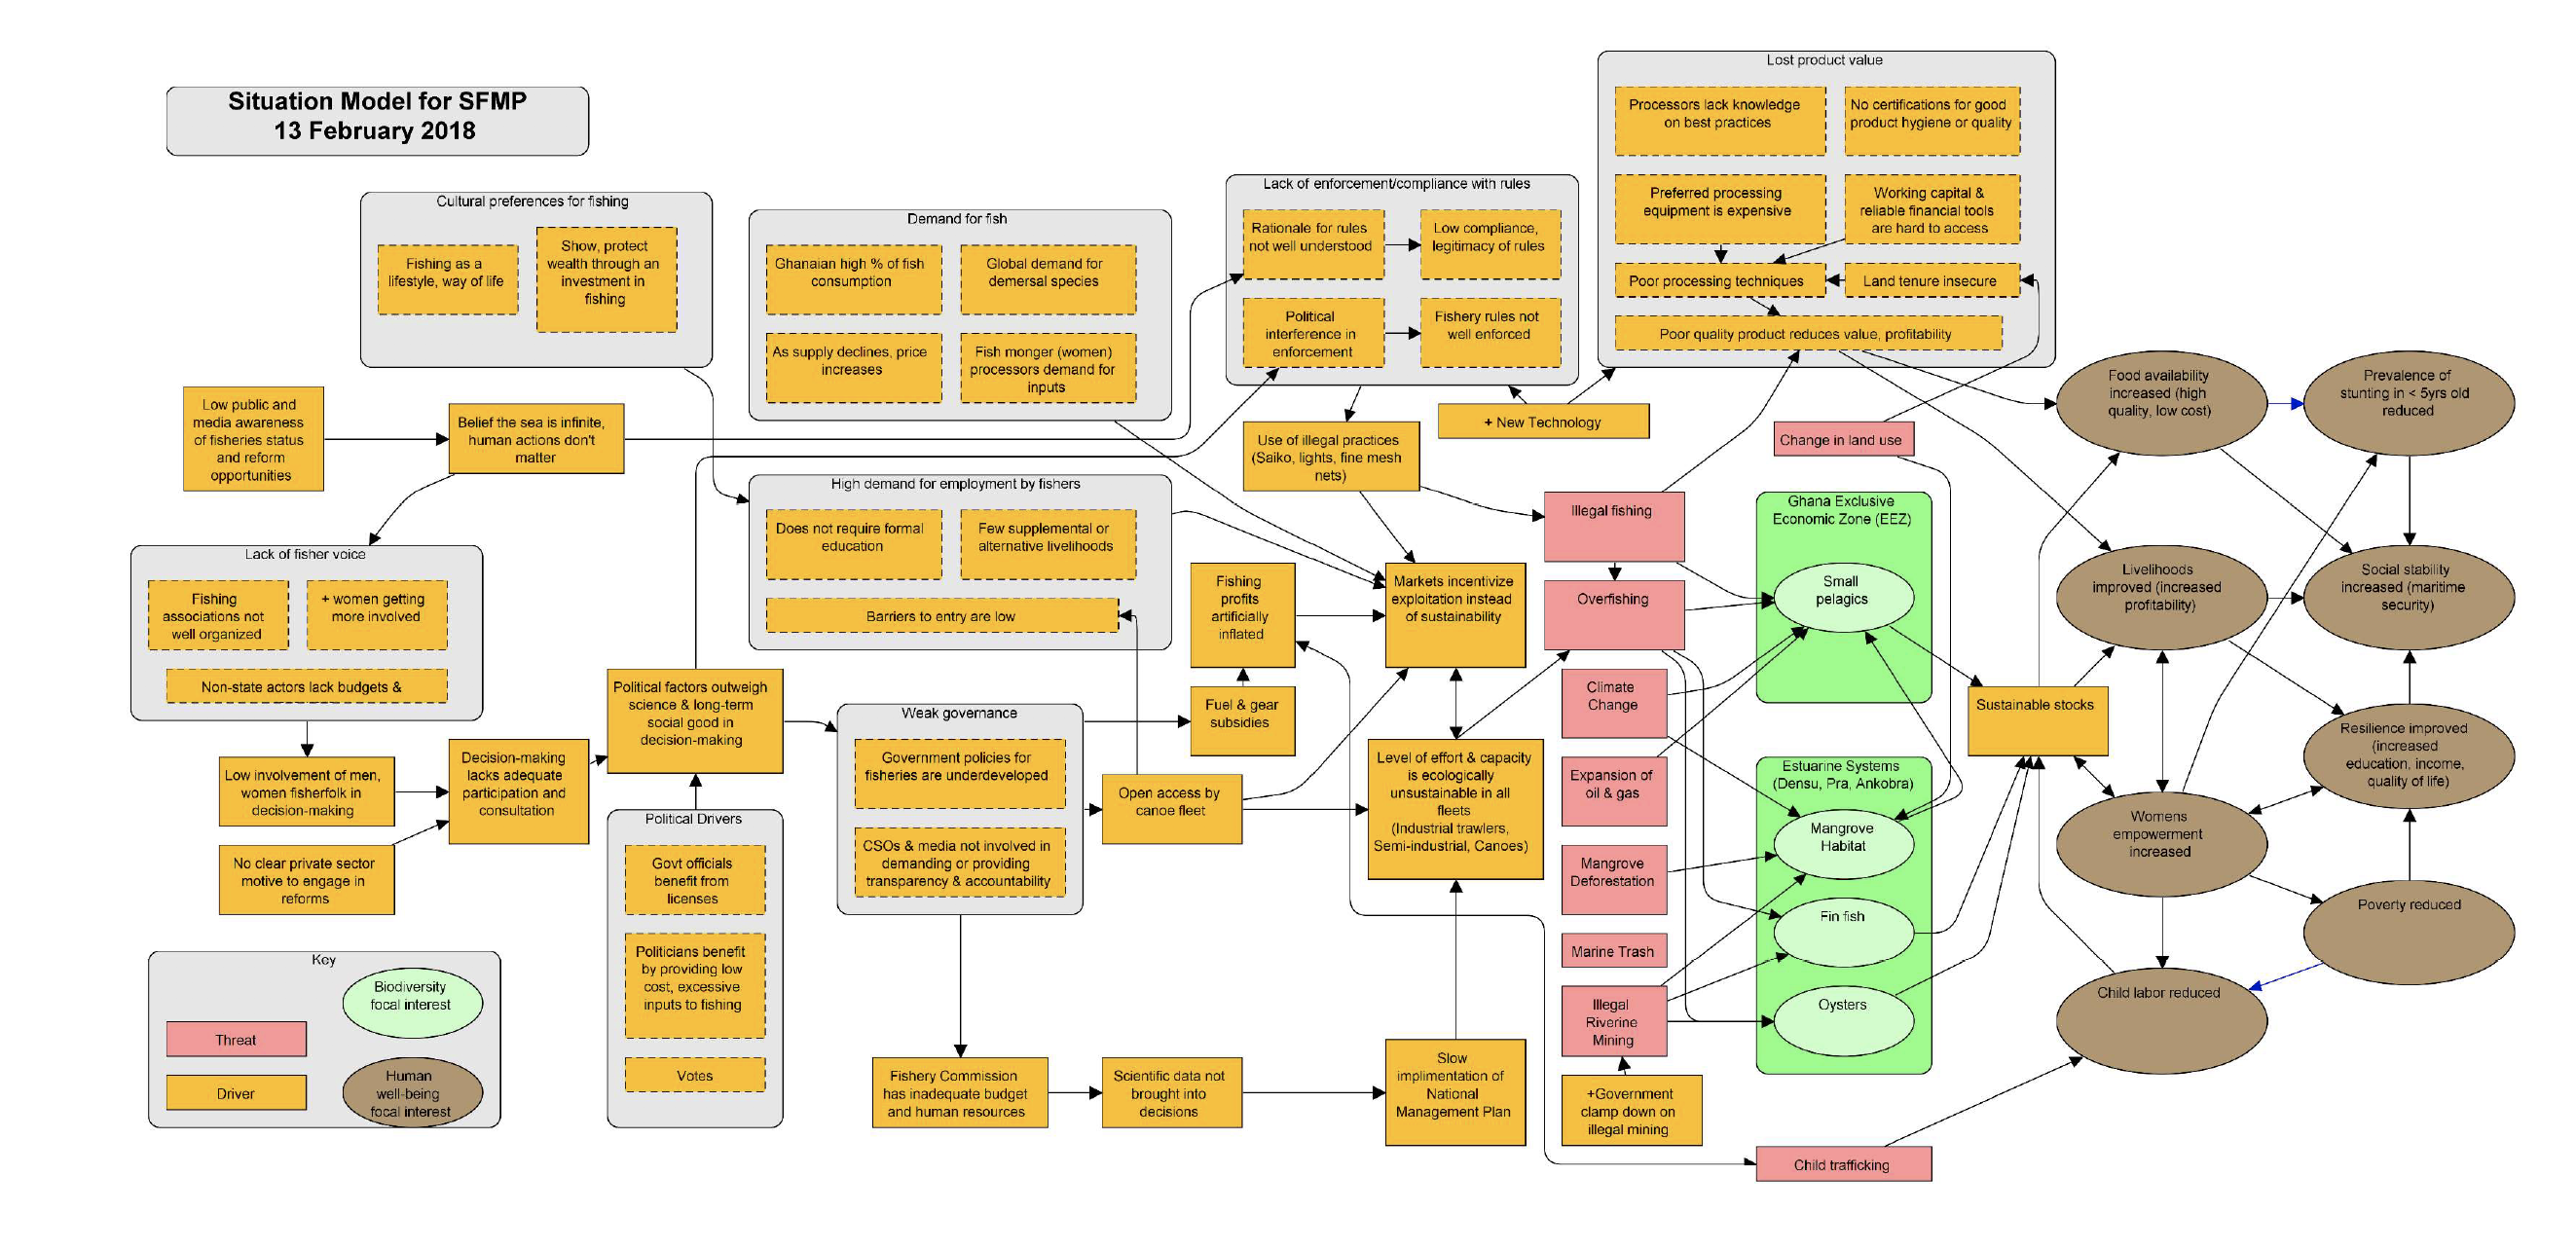 Situation Model for SFMP
13 February 2018
Cultural preferences for fishing
Fishing as a
lifestyle, way of life
Show, protect
wealth through an
investment in
fishing
Demand for fish
Ghanaian high % of fish
consumption
Global demand for
demersal species
As supply declines, price
increases
Fish monger (women)
processors demand for
inputs
Lack of enforcement/compliance with rules
Rationale for rules
not well understood
Low compliance,
legitimacy of rules
Political
interference in
enforcement
Fishery rules not
well enforced
Lost product value
Processors lack knowledge
on best practices
No certifications for good
product hygiene or quality
Preferred processing
equipment is expensive
Working capital &
reliable financial tools
are hard to access
Poor processing techniques
Land tenure insecure
Poor quality product reduces value, profitability
Low public and
media awareness
of fisheries status
and reform
opportunities
Belief the sea is infinite,
human actions don't
matter
Use of illegal practices
(Saiko, lights, fine mesh
nets)
+ New Technology
Change in land use
Food availability
increased (high
quality, low cost)
Prevalence of
stunting in < 5yrs old
reduced
High demand for employment by fishers
Does not require formal
education
Few supplemental or
alternative livelihoods
Barriers to entry are low
Illegal fishing
Ghana Exclusive
Economic Zone (EEZ)
Small
pelagics
Lack of fisher voice
Fishing
associations not
well organized
+ women getting
more involved
Non-state actors lack budgets &
Fishing
profits
artificially
inflated
Markets incentivize
exploitation instead
of sustainability
Overfishing
Livelihoods
improved (increased
profitability)
Social stability
increased (maritime
security)
Political factors outweigh
science & long-term
social good in
decision-making
Weak governance
Government policies for
fisheries are underdeveloped
CSOs & media not involved in
demanding or providing
transparency & accountability
Fuel & gear
subsidies
Climate
Change
Sustainable stocks
Resilience improved
(increased
education, income,
quality of life)
Low involvement of men,
women fisherfolk in
decision-making
Decision-making
lacks adequate
participation and
consultation
No clear private sector
motive to engage in
reforms
Open access by
canoe fleet
Level of effort & capacity
is ecologically
unsustainable in all
fleets
(Industrial trawlers,
Semi-industrial, Canoes)
Expansion of
oil & gas
Estuarine Systems
(Densu, Pra, Ankobra)
Mangrove
Habitat
Fin fish
Oysters
Womens
empowerment
increased
Political Drivers
Govt officials
benefit from
licenses
Politicians benefit
by providing low
cost, excessive
inputs to fishing
Votes
Mangrove
Deforestation
Marine Trash
Illegal
Riverine
Mining
Poverty reduced
Child labor reduced
Key
Threat
Driver
Biodiversity
focal interest
Human
well-being
focal interest
Fishery Commission
has inadequate budget
and human resources
Scientific data not
brought into
decisions
Slow
implimentation of
National
Management Plan
+Government
clamp down on
illegal mining
Child trafficking